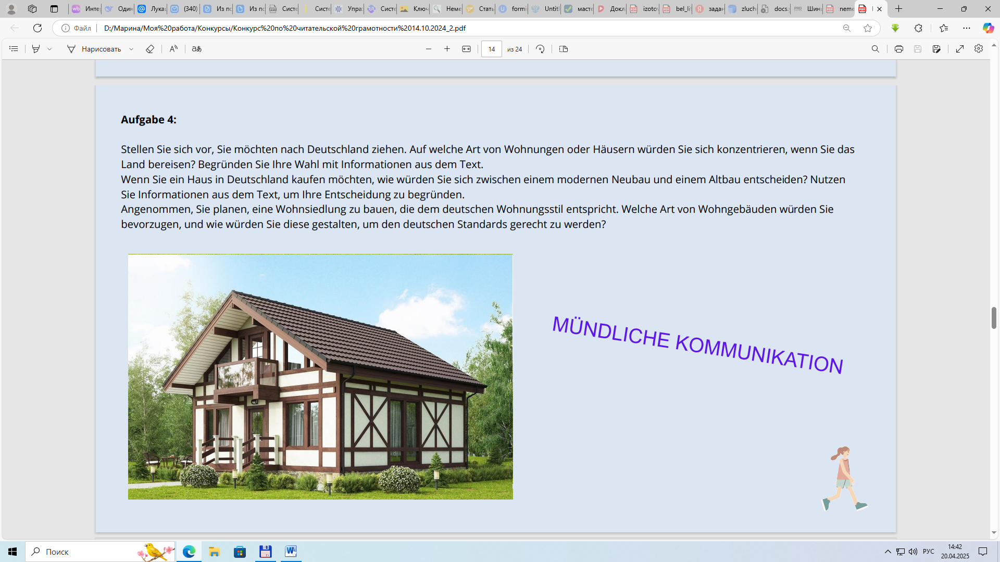 Инте
Один
Лука
(340)
Из по
Из по
Систе
Систе
Упра
Систе
Ключ
Неме
Стать
formi
Untitl
масте
Докл
izotov
bel_lit
задан
zluchi
docs.
Шинь
neme
Файл
D:/Марина/Моя%20работа/Конкурсы/Конкурс%20по%20читательской%20грамотности%2014.10.2024_2.pdf
Нарисовать
14 из 24
Aufgabe 4:
Stellen Sie sich vor, Sie möchten nach Deutschland ziehen. Auf welche Art von Wohnungen oder Häusern würden Sie sich konzentrieren, wenn Sie das
Land bereisen? Begründen Sie Ihre Wahl mit Informationen aus dem Text.
Wenn Sie ein Haus in Deutschland kaufen möchten, wie würden Sie sich zwischen einem modernen Neubau und einem Altbau entscheiden? Nutzen
Sie Informationen aus dem Text, um Ihre Entscheidung zu begründen.
Angenommen, Sie planen, eine Wohnsiedlung zu bauen, die dem deutschen Wohnungsstil entspricht. Welche Art von Wohngebäuden würden Sie
bevorzugen, und wie würden Sie diese gestalten, um den deutschen Standards gerecht zu werden?
MÜNDLICHE KOMMUNIKATION
Поиск
РУС
14:42
20.04.2025